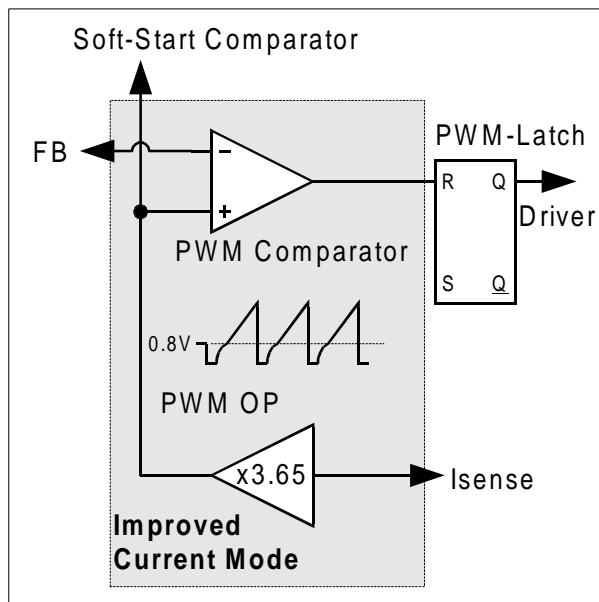 Soft-Start Comparator
FB
PWM-Latch
R Q
Driver
PWM Comparator
S Q
0.8V
PWM OP
x3.65
Isense
Improved
Current Mode